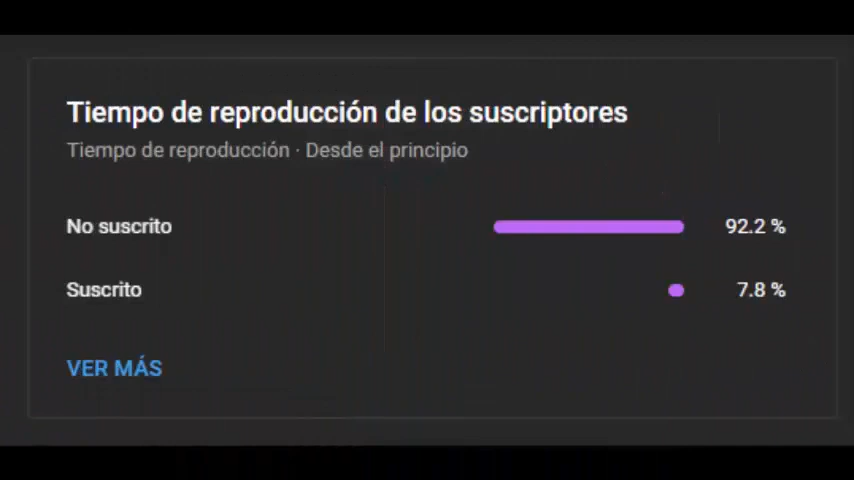 Tiempo de reproducción de los suscriptores
Tiempo de reproducción · Desde el principio
No suscrito 92.2 %
Suscrito 7.8 %
VER MÁS